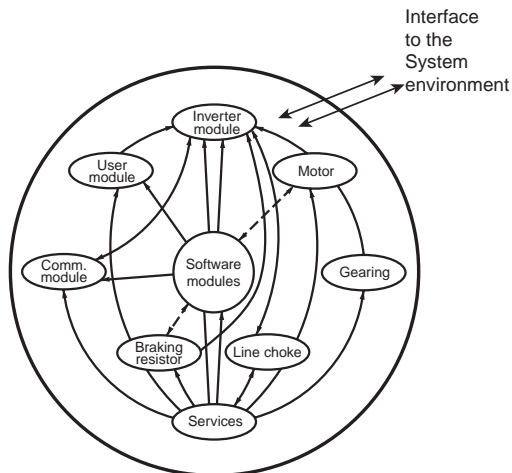 Interface
to the
System
environment
Inverter
module
User
module
Motor
Comm.
module
Software
modules
Gearing
Braking
resistor
Line choke
Services